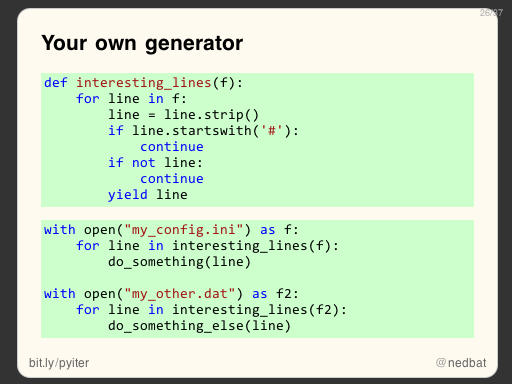 26/37
Your own generator
def interesting_lines(f):
    for line in f:
        line = line.strip()
        if line.startswith('#'):
            continue
        if not line:
            continue
        yield line
with open("my_config.ini") as f:
    for line in interesting_lines(f):
        do_something(line)
with open("my_other.dat") as f2:
    for line in interesting_lines(f2):
        do_something_else(line)
bit.ly/pyiter
@nedbat